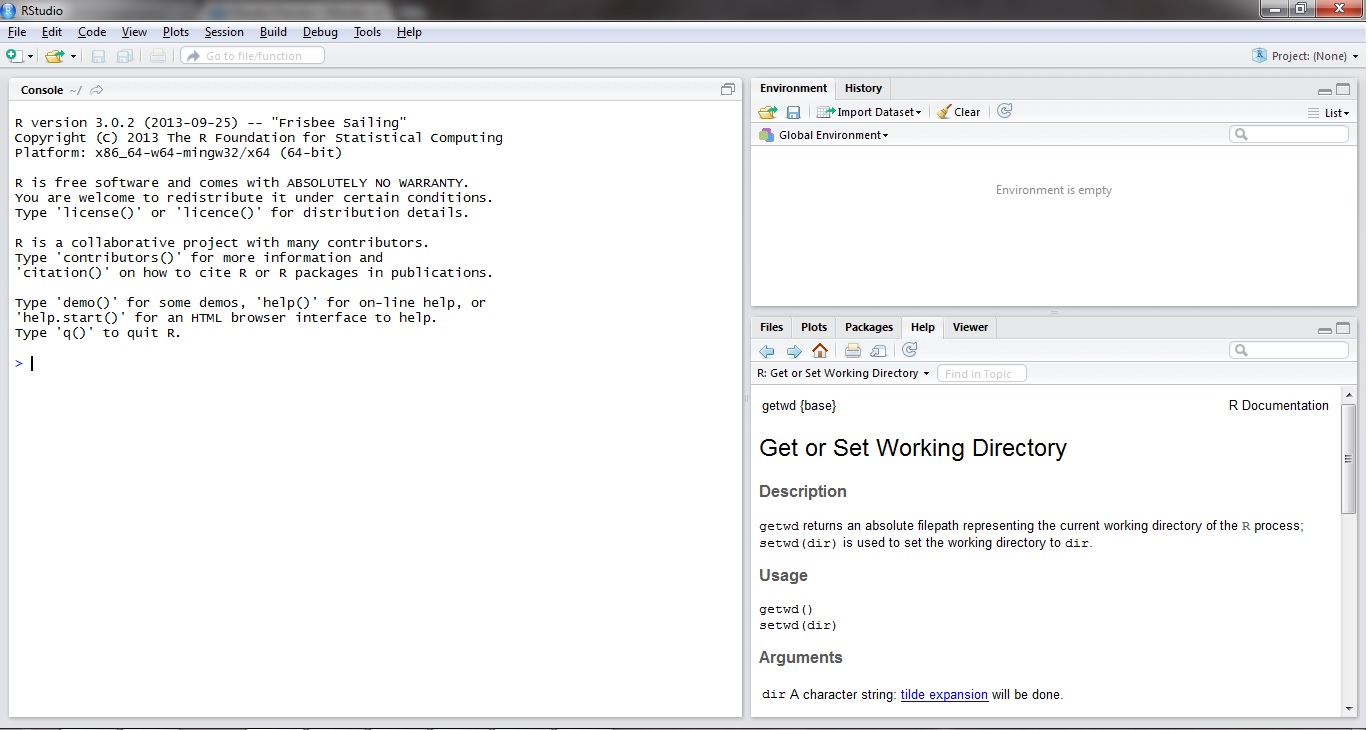 RStudio
File Edit Code View Plots Session Build Debug Tools Help
Go to file/function
Project: (None)
Console ~/
R version 3.0.2 (2013-09-25) -- "Frisbee Sailing"
Copyright (C) 2013 The R Foundation for Statistical Computing
Platform: x86_64-w64-mingw32/x64 (64-bit)
R is free software and comes with ABSOLUTELY NO WARRANTY.
You are welcome to redistribute it under certain conditions.
Type 'license()' or 'licence()' for distribution details.
R is a collaborative project with many contributors.
Type 'contributors()' for more information and
'citation()' on how to cite R or R packages in publications.
Type 'demo()' for some demos, 'help()' for on-line help, or
'help.start()' for an HTML browser interface to help.
Type 'q()' to quit R.
>
Environment History
Import Dataset Clear List
Global Environment
Environment is empty
Files Plots Packages Help Viewer
R: Get or Set Working Directory Find in Topic
getwd {base} R Documentation
Get or Set Working Directory
Description
getwd returns an absolute filepath representing the current working directory of the R process;
setwd(dir) is used to set the working directory to dir.
Usage
getwd()
setwd(dir)
Arguments
dir A character string: tilde expansion will be done.